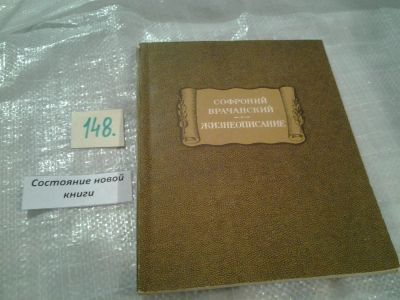 148.
Состояние новой
книги
СОФРОНИЙ
ВРАЧАНСКИЙ
ЖИЗНЕОПИСАНИЕ